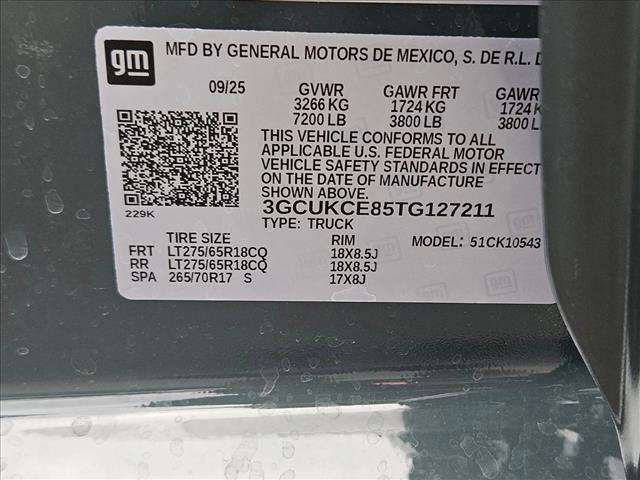 gm
MFD BY GENERAL MOTORS DE MEXICO, S. DE R.L. D
09/25 GVWR GAWR FRT GAWR
3266 KG 1724 KG 1724 K
7200 LB 3800 LB 3800 L
THIS VEHICLE CONFORMS TO ALL
APPLICABLE U.S. FEDERAL MOTOR
VEHICLE SAFETY STANDARDS IN EFFECT
ON THE DATE OF MANUFACTURE
SHOWN ABOVE.
229K 3GCUKCE85TG127211
TYPE: TRUCK
TIRE SIZE RIM MODEL: 51CK10543
FRT LT275/65R18CQ 18X8.5J
RR LT275/65R18CQ 18X8.5J
SPA 265/70R17 S 17X8J